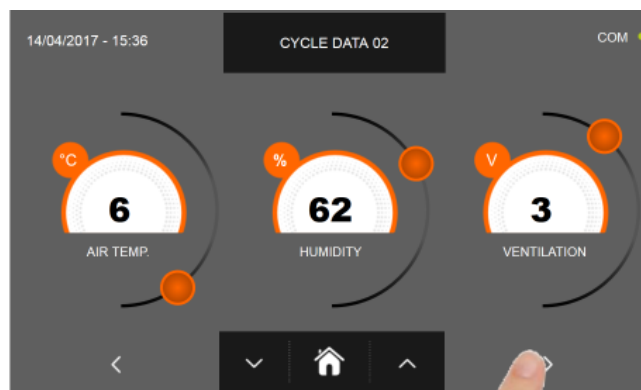 14/04/2017 - 15:36
CYCLE DATA 02
COM
°C
%
V
6
62
3
AIR TEMP.
HUMIDITY
VENTILATION